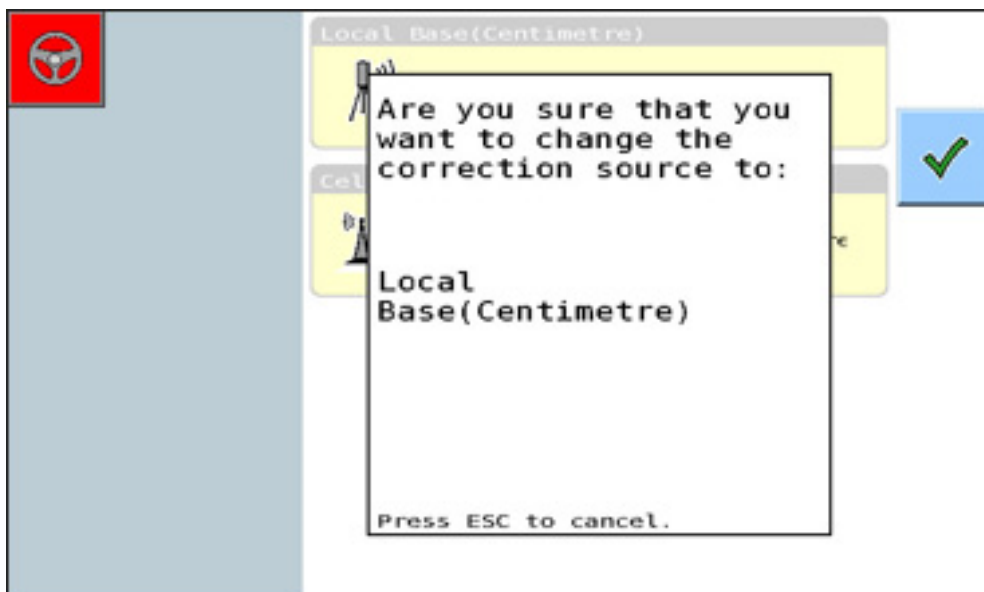 Local Base(Centimetre)
Are you sure that you
want to change the
correction source to:
Local
Base(Centimetre)
Press ESC to cancel.